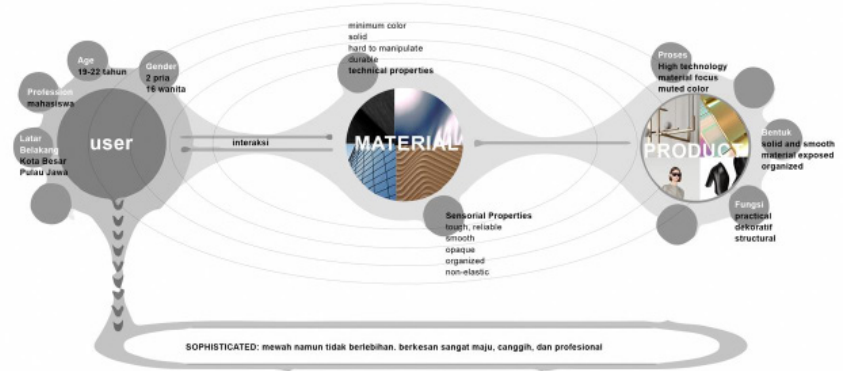 Age
19-22 tahun
Gender
2 pria
16 wanita
Profession
mahasiswa
Latar
Belakang
Kota Besar
Pulau Jawa
user
interaksi
minimum color
solid
hard to manipulate
durable
technical properties
MATERIAL
Sensorial Properties
tough, reliable
smooth
opaque
organized
non-elastic
Proses
High technology
material focus
muted color
PRODUCT
Bentuk
solid and smooth
material exposed
organized
Fungsi
practical
dekoratif
structural
SOPHISTICATED: mewah namun tidak berlebihan. berkesan sangat maju, canggih, dan profesional